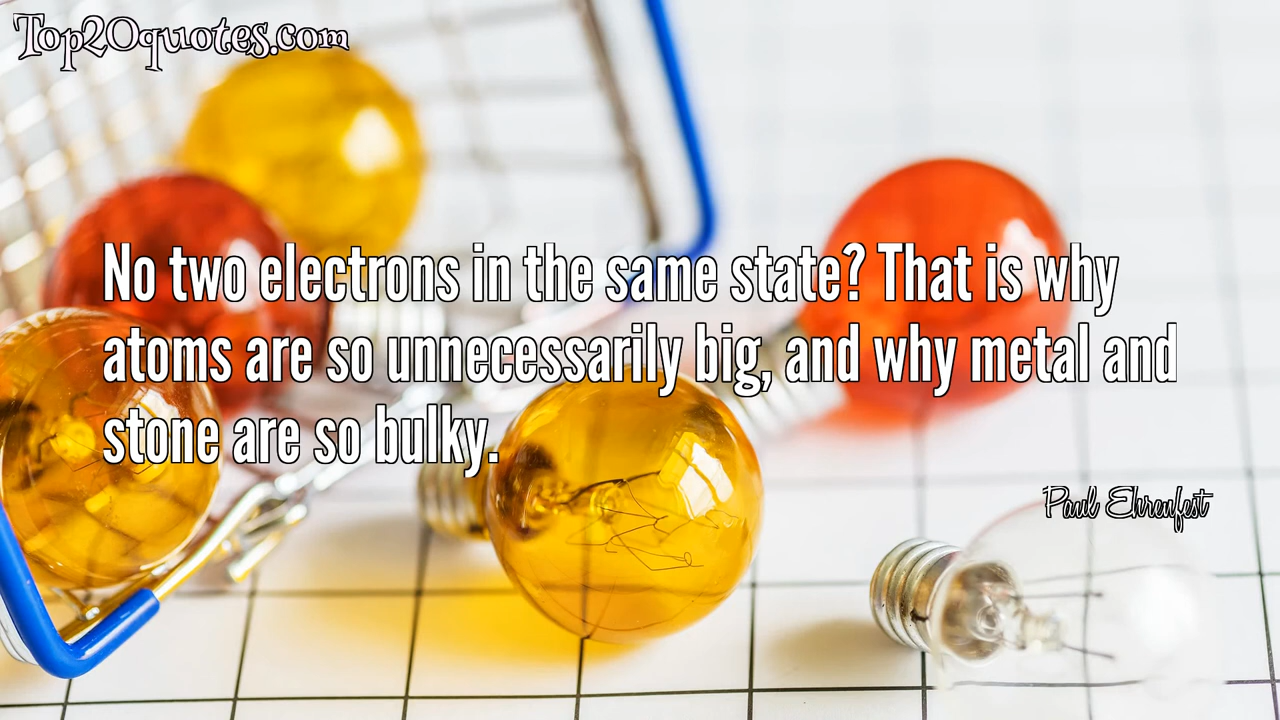 Top20quotes.com
No two electrons in the same state? That is why
atoms are so unnecessarily big, and why metal and
stone are so bulky.
Paul Ehrenfest